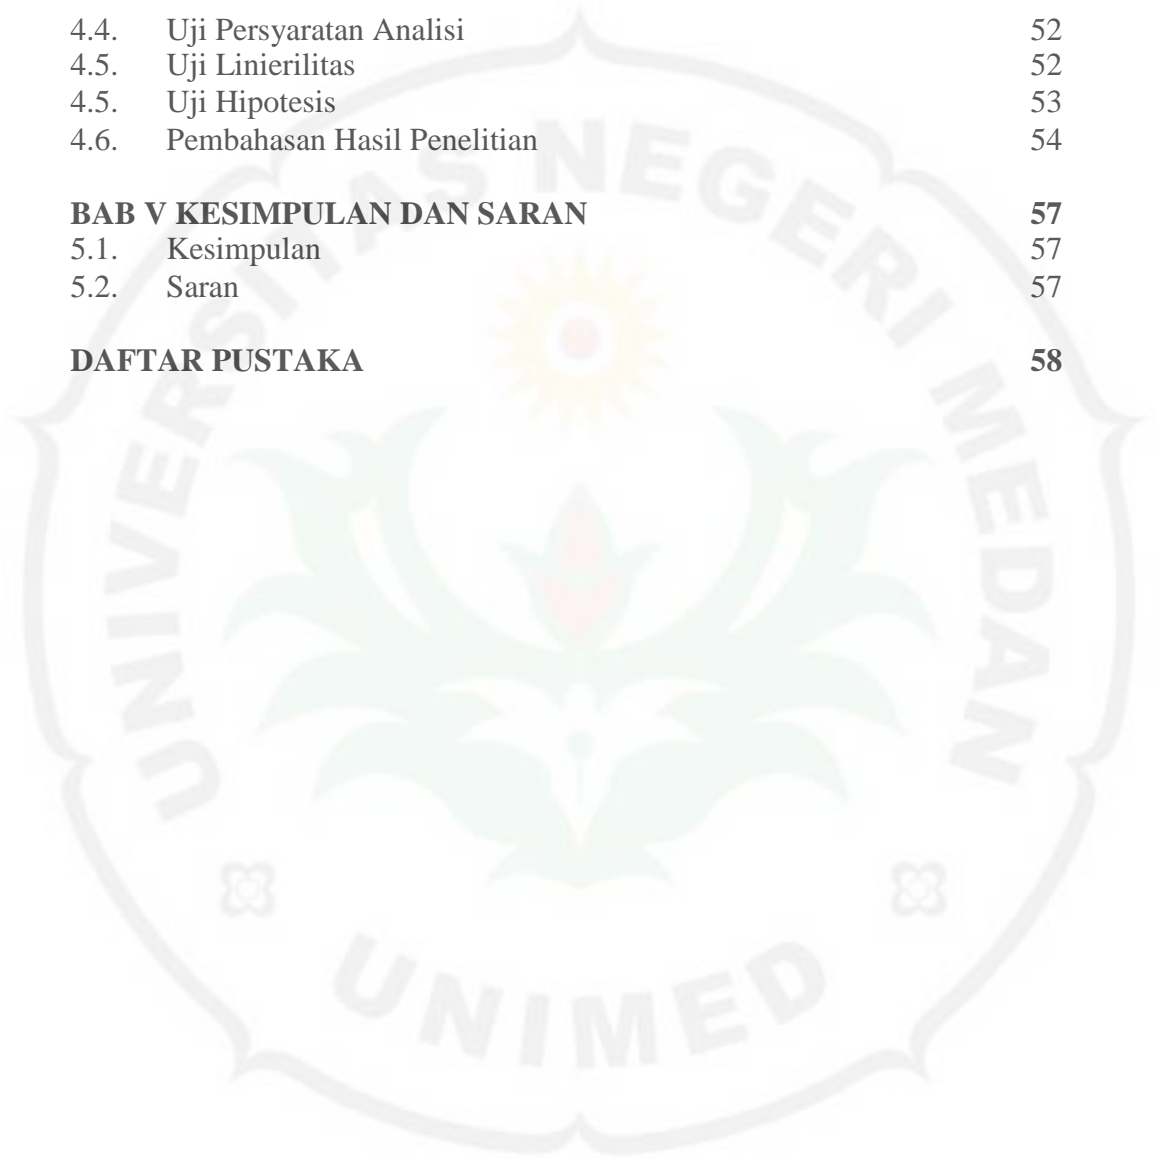 4.4. Uji Persyaratan Analisi 52
4.5. Uji Linierilitas 52
4.5. Uji Hipotesis 53
4.6. Pembahasan Hasil Penelitian 54
BAB V KESIMPULAN DAN SARAN 57
5.1. Kesimpulan 57
5.2. Saran 57
DAFTAR PUSTAKA 58
UNIVERSITAS NEGERI MEDAN
UNIMED